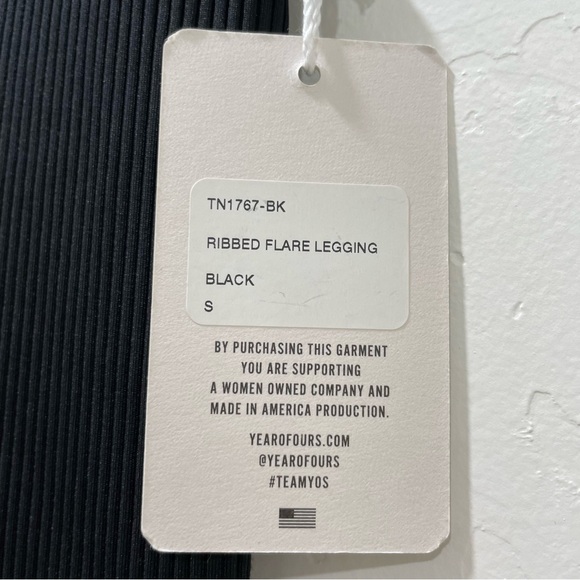 TN1767-BK
RIBBED FLARE LEGGING
BLACK
S
BY PURCHASING THIS GARMENT
YOU ARE SUPPORTING
A WOMEN OWNED COMPANY AND
MADE IN AMERICA PRODUCTION.
YEAROFOURS.COM
@YEAROFOURS
#TEAMYOS